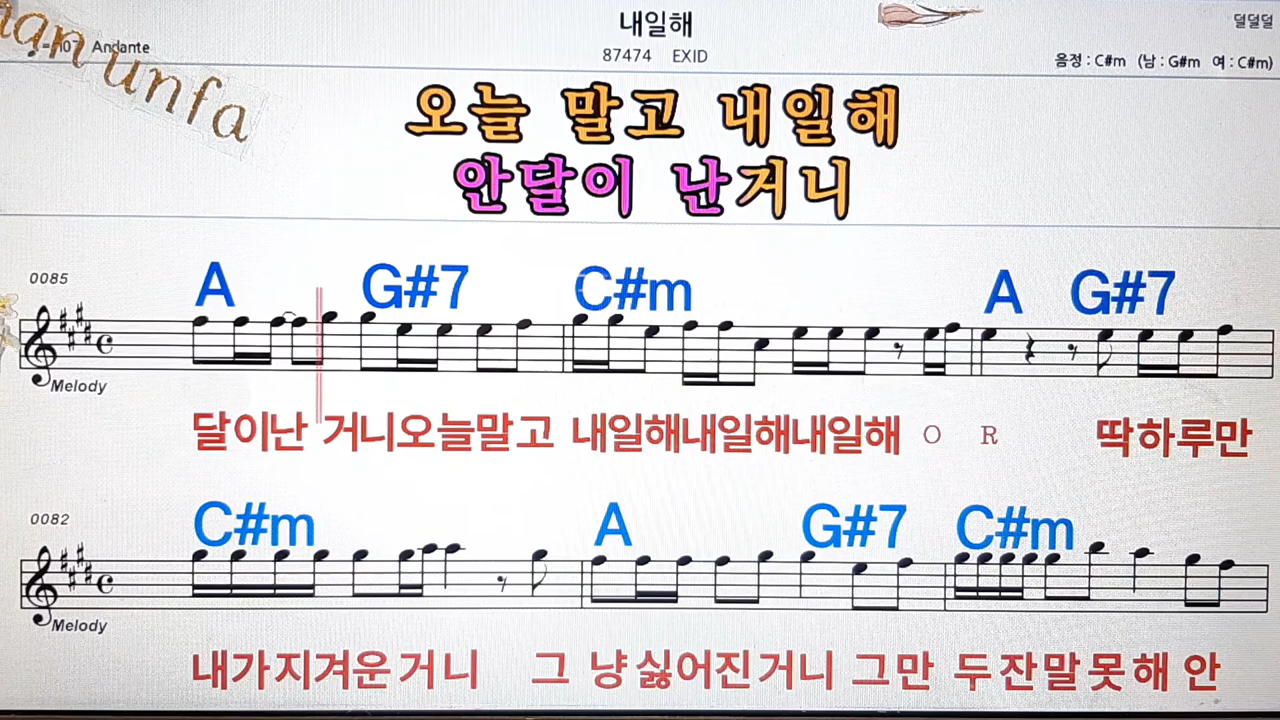 내일해
덜덜덜
=107 Andante
87474 EXID
음정 : C#m (남 : G#m 여 : C#m)
unfa
오늘 말고 내일해
안달이 난거니
0085
A G#7 C#m A G#7
Melody
달이난 거니오늘말고 내일해내일해내일해 O R 딱하루만
0082
C#m A G#7 C#m
Melody
내가지겨운거니 그 냥싫어진거니 그만 두잔말못해 안